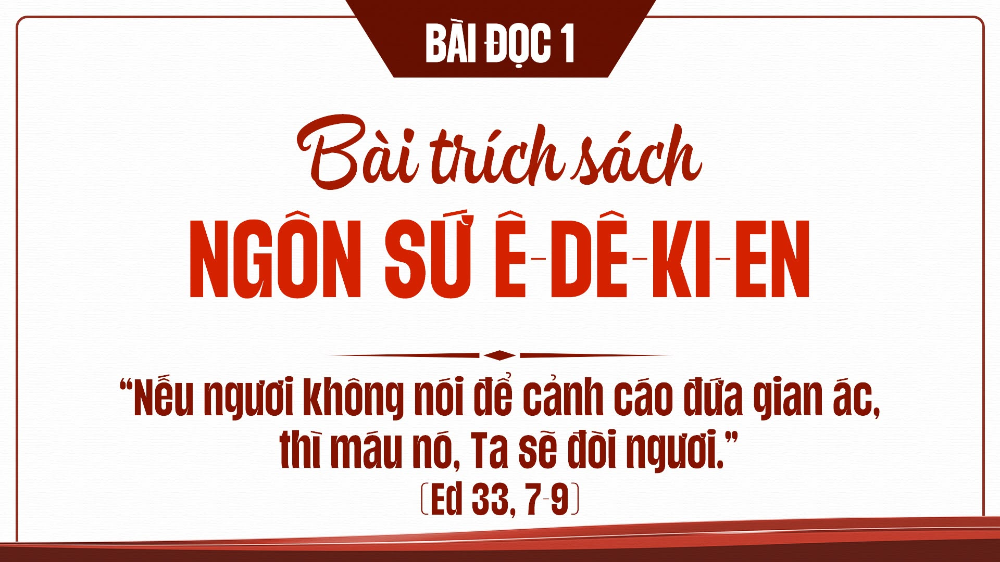 BÀI ĐỌC 1
Bài trích sách
NGÔN SỨ Ê-DÊ-KI-EN
“Nếu ngươi không nói để cảnh cáo đứa gian ác,
thì máu nó, Ta sẽ đòi ngươi.”
(Ed 33, 7-9)